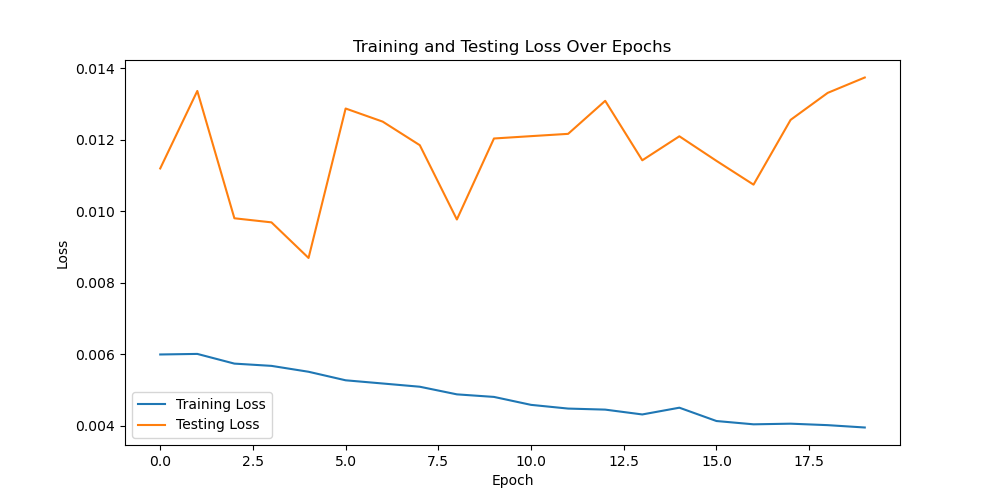 Training and Testing Loss Over Epochs
0.014
0.012
0.010
0.008
0.006
0.004
Loss
Training Loss
Testing Loss
0.0 2.5 5.0 7.5 10.0 12.5 15.0 17.5
Epoch